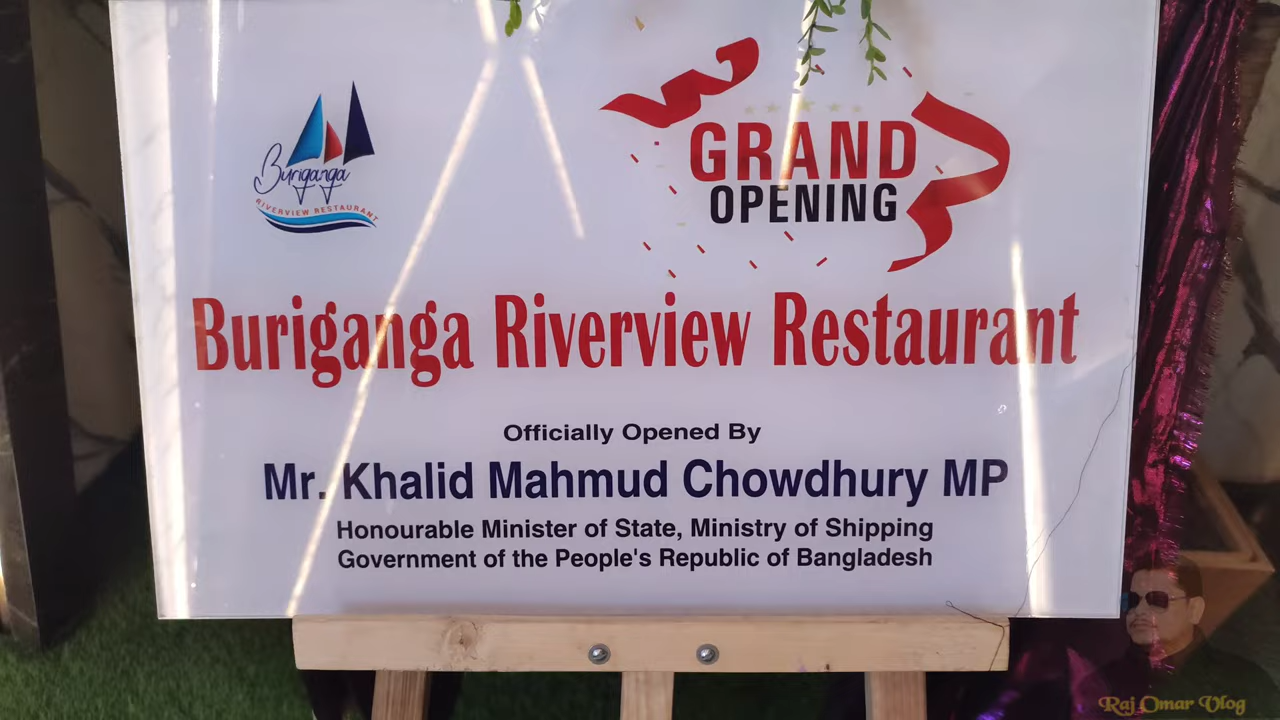 Buriganga
RIVERVIEW RESTAURANT
GRAND
OPENING
Buriganga Riverview Restaurant
Officially Opened By
Mr. Khalid Mahmud Chowdhury MP
Honourable Minister of State, Ministry of Shipping
Government of the People's Republic of Bangladesh
Raj Omar Vlog